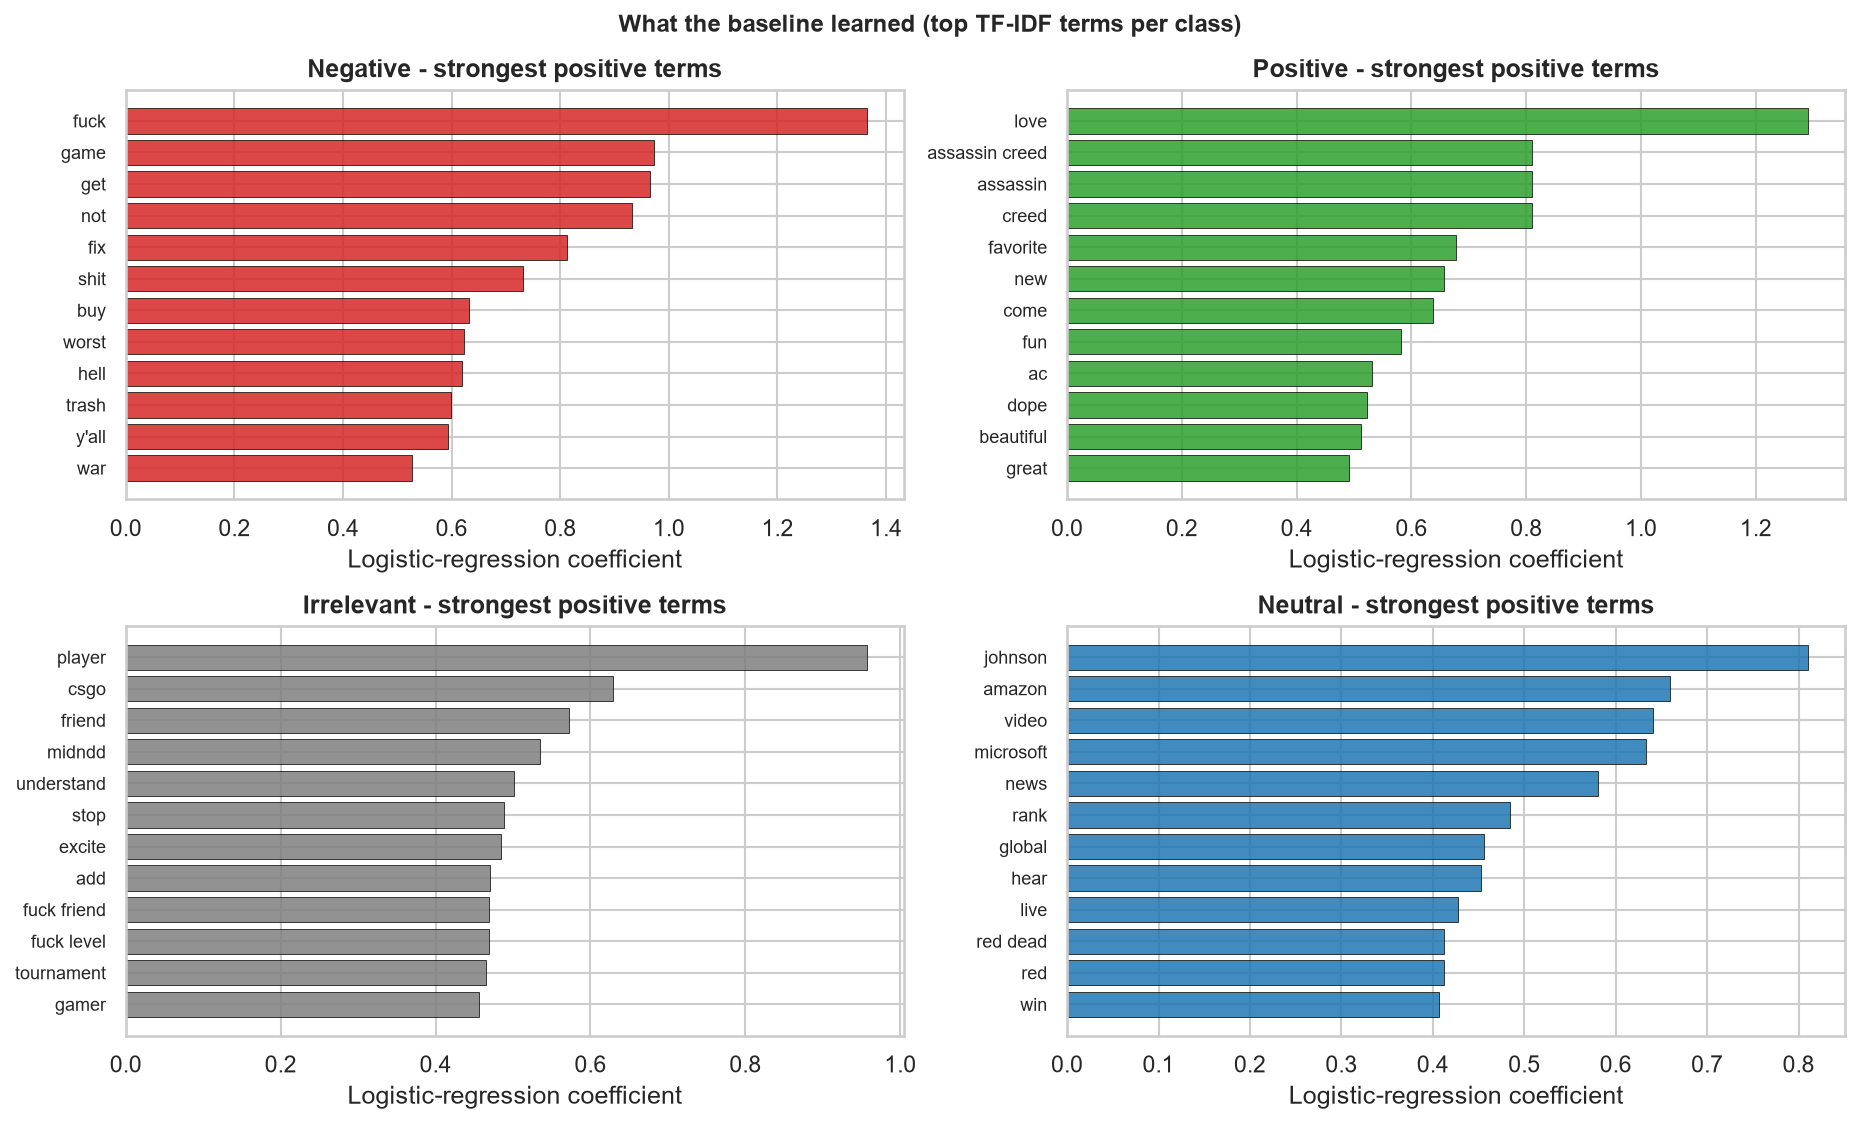 What the baseline learned (top TF-IDF terms per class)
Negative - strongest positive terms
fuck
game
get
not
fix
shit
buy
worst
hell
trash
y'all
war
0.0 0.2 0.4 0.6 0.8 1.0 1.2 1.4
Logistic-regression coefficient
Positive - strongest positive terms
love
assassin creed
assassin
creed
favorite
new
come
fun
ac
dope
beautiful
great
0.0 0.2 0.4 0.6 0.8 1.0 1.2
Logistic-regression coefficient
Irrelevant - strongest positive terms
player
csgo
friend
midndd
understand
stop
excite
add
fuck friend
fuck level
tournament
gamer
0.0 0.2 0.4 0.6 0.8 1.0
Logistic-regression coefficient
Neutral - strongest positive terms
johnson
amazon
video
microsoft
news
rank
global
hear
live
red dead
red
win
0.0 0.1 0.2 0.3 0.4 0.5 0.6 0.7 0.8
Logistic-regression coefficient